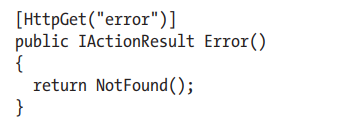 [HttpGet("error")]
public IActionResult Error()
{
  return NotFound();
}